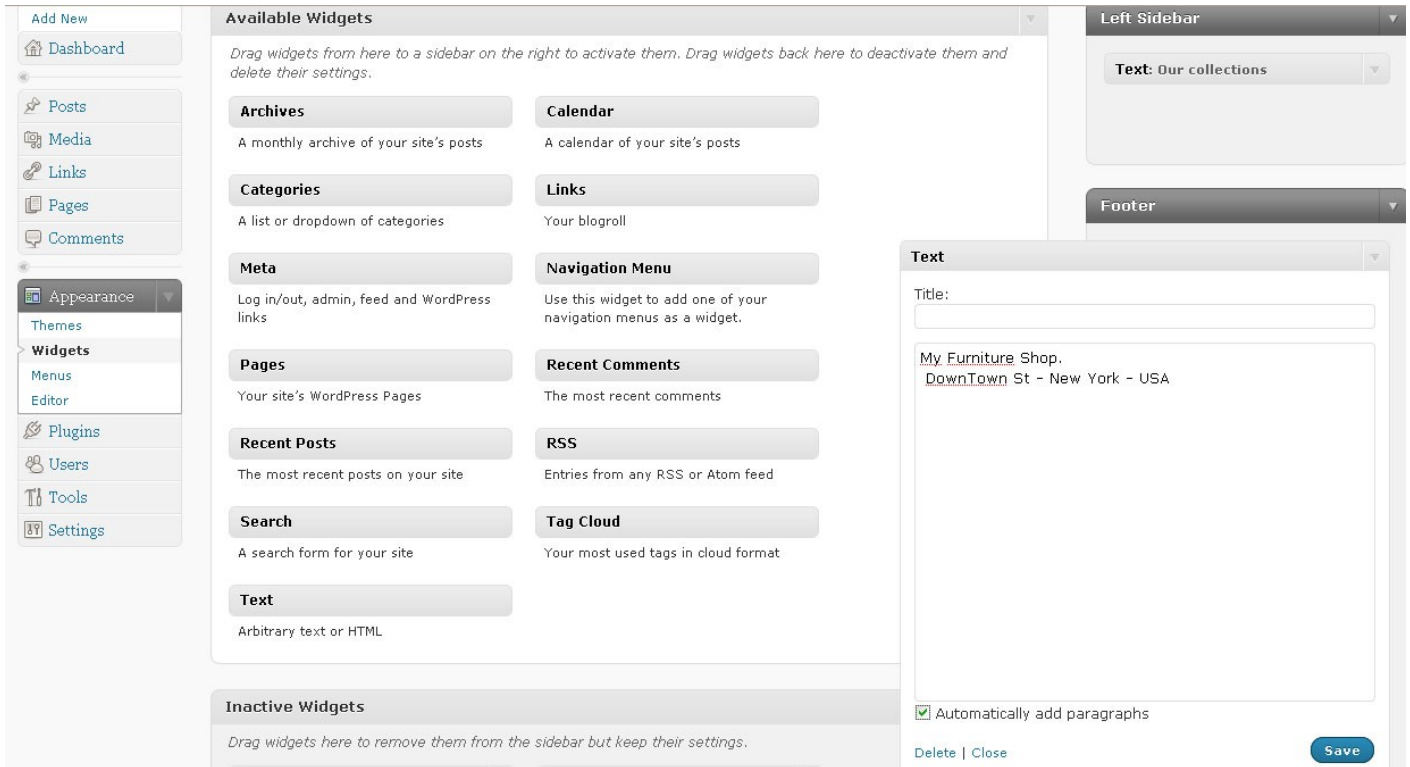 Add New
Dashboard
Posts
Media
Links
Pages
Comments
Appearance
Themes
Widgets
Menus
Editor
Plugins
Users
Tools
Settings
Available Widgets
Drag widgets from here to a sidebar on the right to activate them. Drag widgets back here to deactivate them and
delete their settings.
Archives
A monthly archive of your site's posts
Calendar
A calendar of your site's posts
Categories
A list or dropdown of categories
Links
Your blogroll
Meta
Log in/out, admin, feed and WordPress
links
Navigation Menu
Use this widget to add one of your
navigation menus as a widget.
Pages
Your site's WordPress Pages
Recent Comments
The most recent comments
Recent Posts
The most recent posts on your site
RSS
Entries from any RSS or Atom feed
Search
A search form for your site
Tag Cloud
Your most used tags in cloud format
Text
Arbitrary text or HTML
Inactive Widgets
Drag widgets here to remove them from the sidebar but keep their settings.
Left Sidebar
Text: Our collections
Footer
Text
Title:
My Furniture Shop.
DownTown St - New York - USA
Automatically add paragraphs
Delete | Close
Save